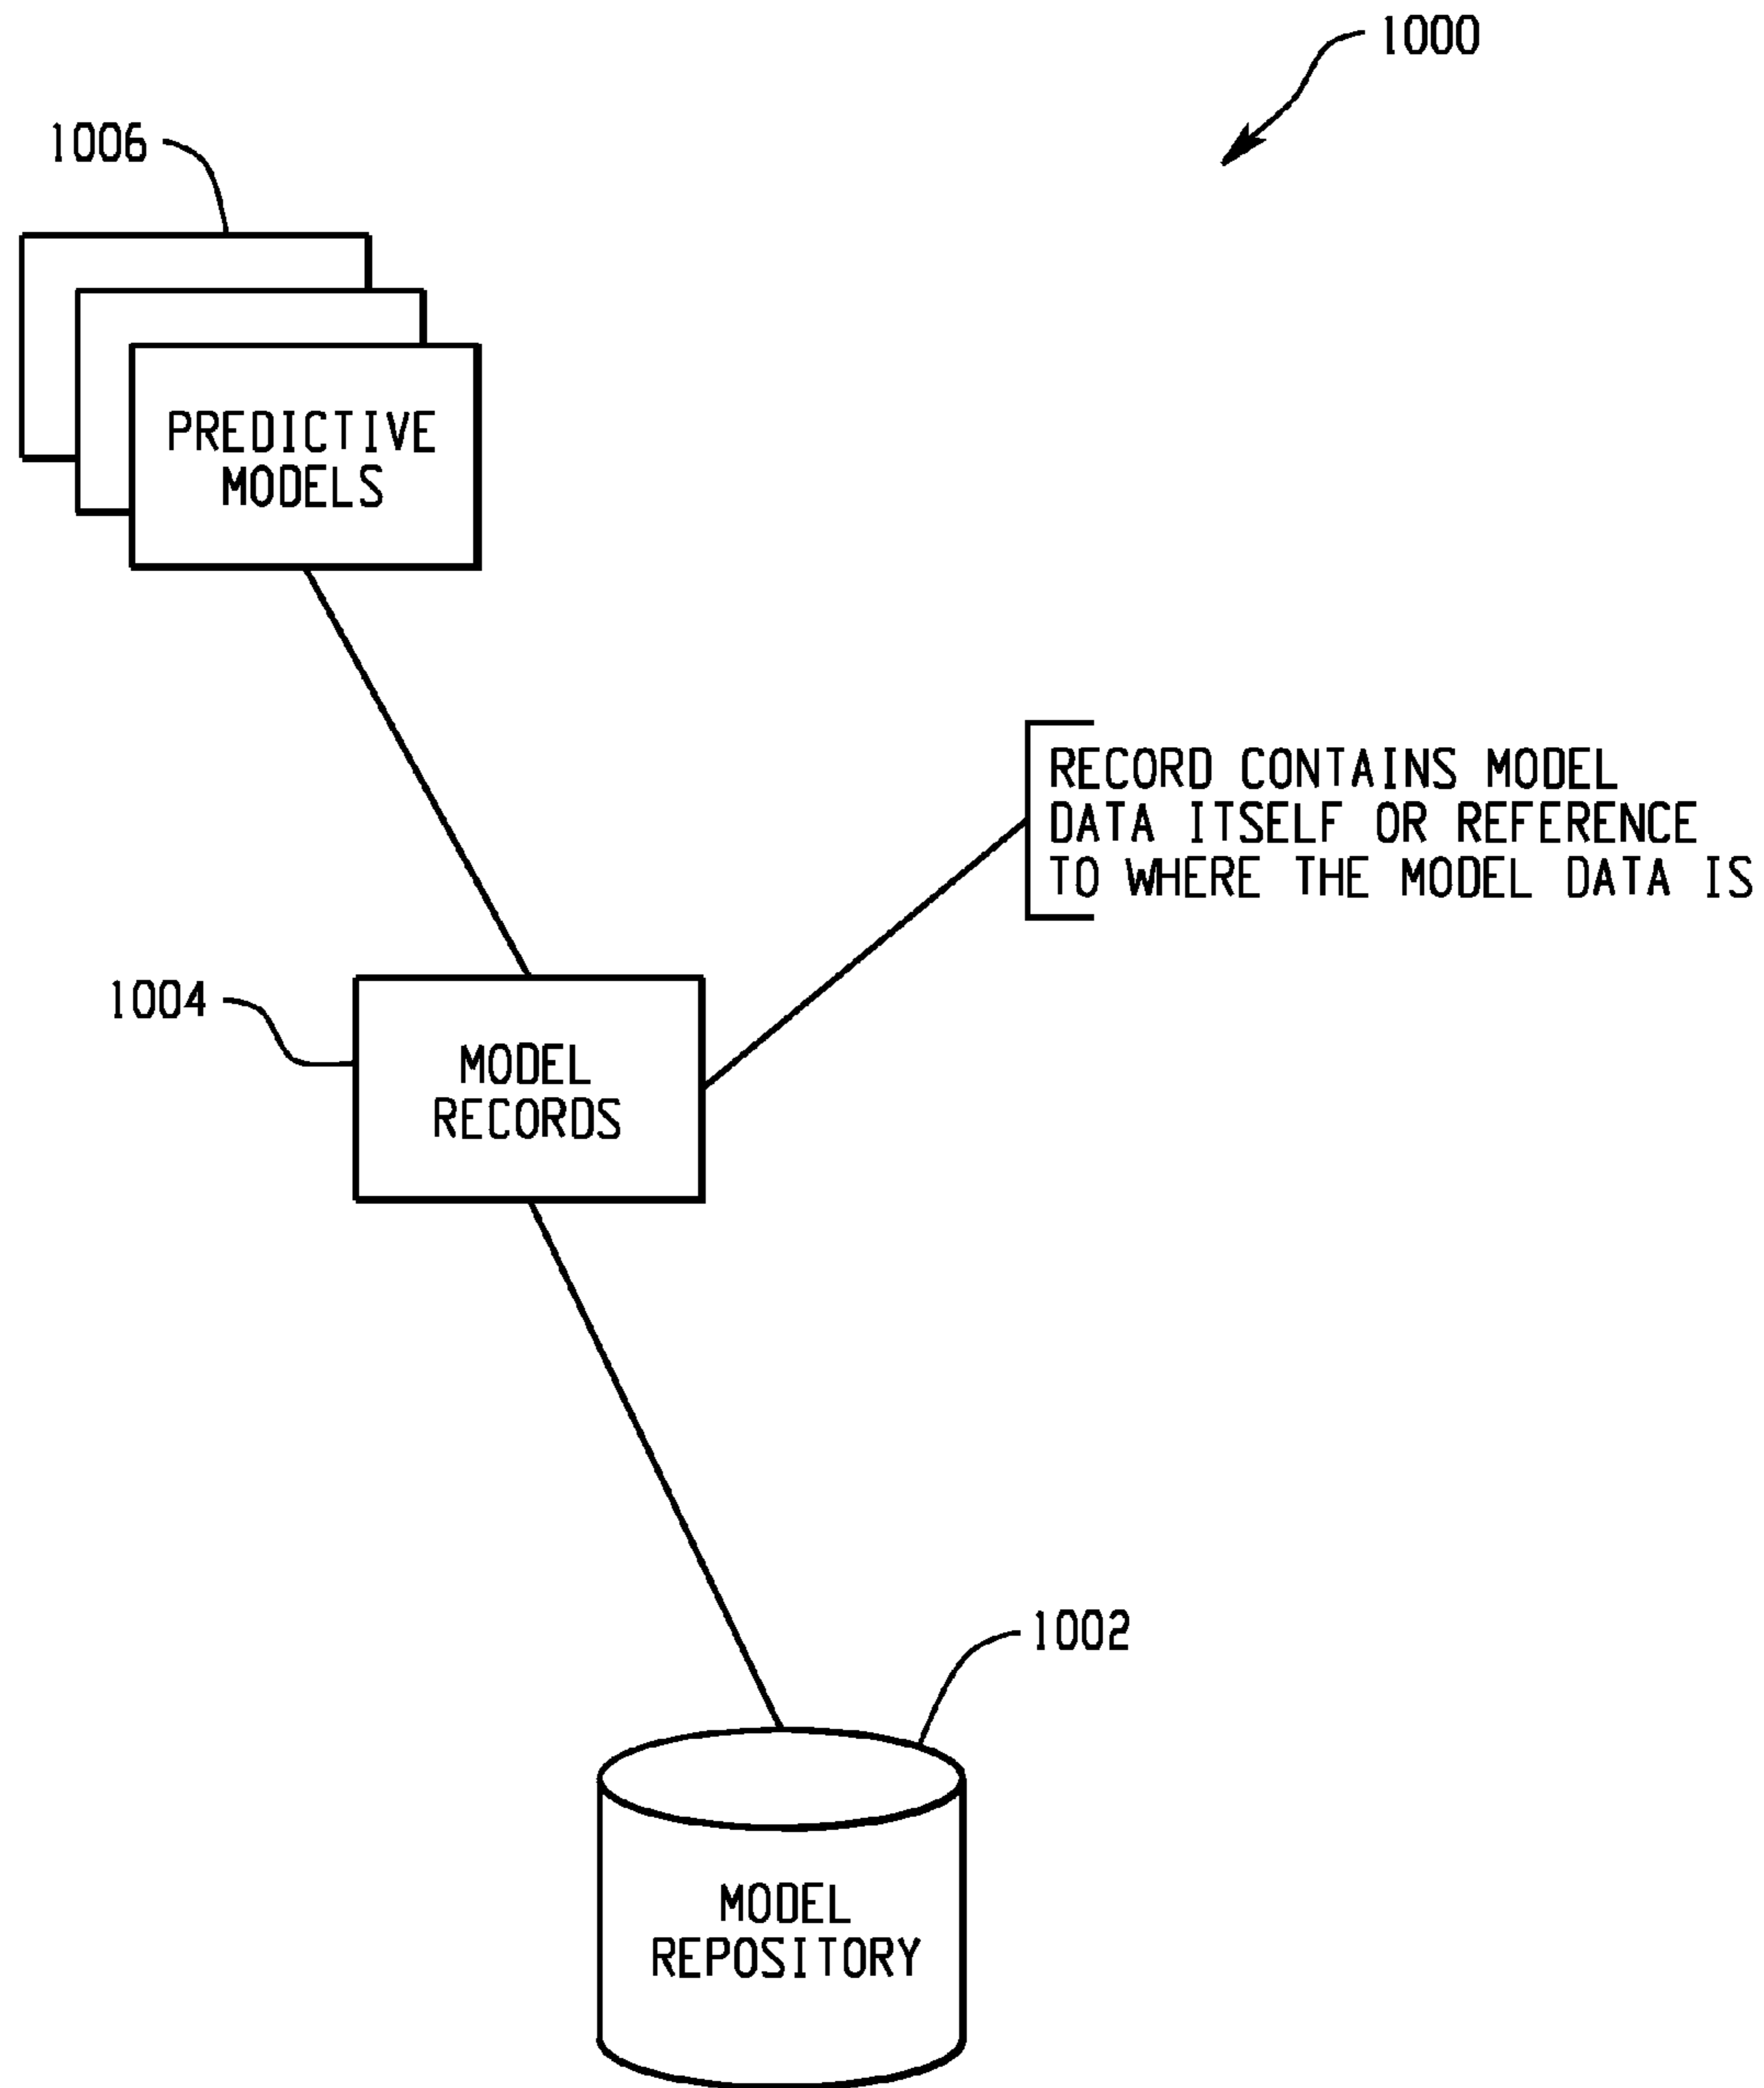 1000
1006
PREDICTIVE
MODELS
RECORD CONTAINS MODEL
DATA ITSELF OR REFERENCE
TO WHERE THE MODEL DATA IS
1004
MODEL
RECORDS
1002
MODEL
REPOSITORY